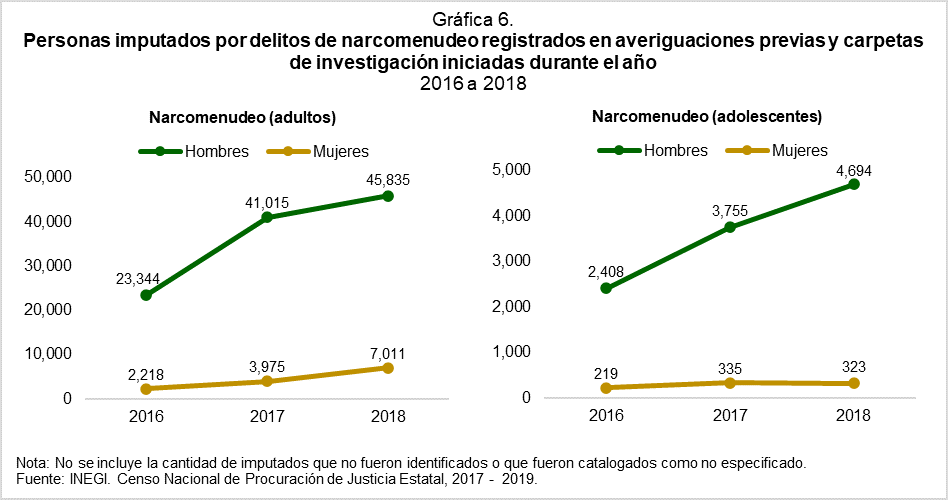 Gráfica 6.
Personas imputados por delitos de narcomenudeo registrados en averiguaciones previas y carpetas
de investigación iniciadas durante el año
2016 a 2018
Narcomenudeo (adultos)
Hombres Mujeres
50,000
40,000
30,000
20,000
10,000
0
23,344
41,015
45,835
2,218
3,975
7,011
2016 2017 2018
Narcomenudeo (adolescentes)
Hombres Mujeres
5,000
4,000
3,000
2,000
1,000
0
2,408
3,755
4,694
219
335
323
2016 2017 2018
Nota: No se incluye la cantidad de imputados que no fueron identificados o que fueron catalogados como no especificado.
Fuente: INEGI. Censo Nacional de Procuración de Justicia Estatal, 2017 - 2019.